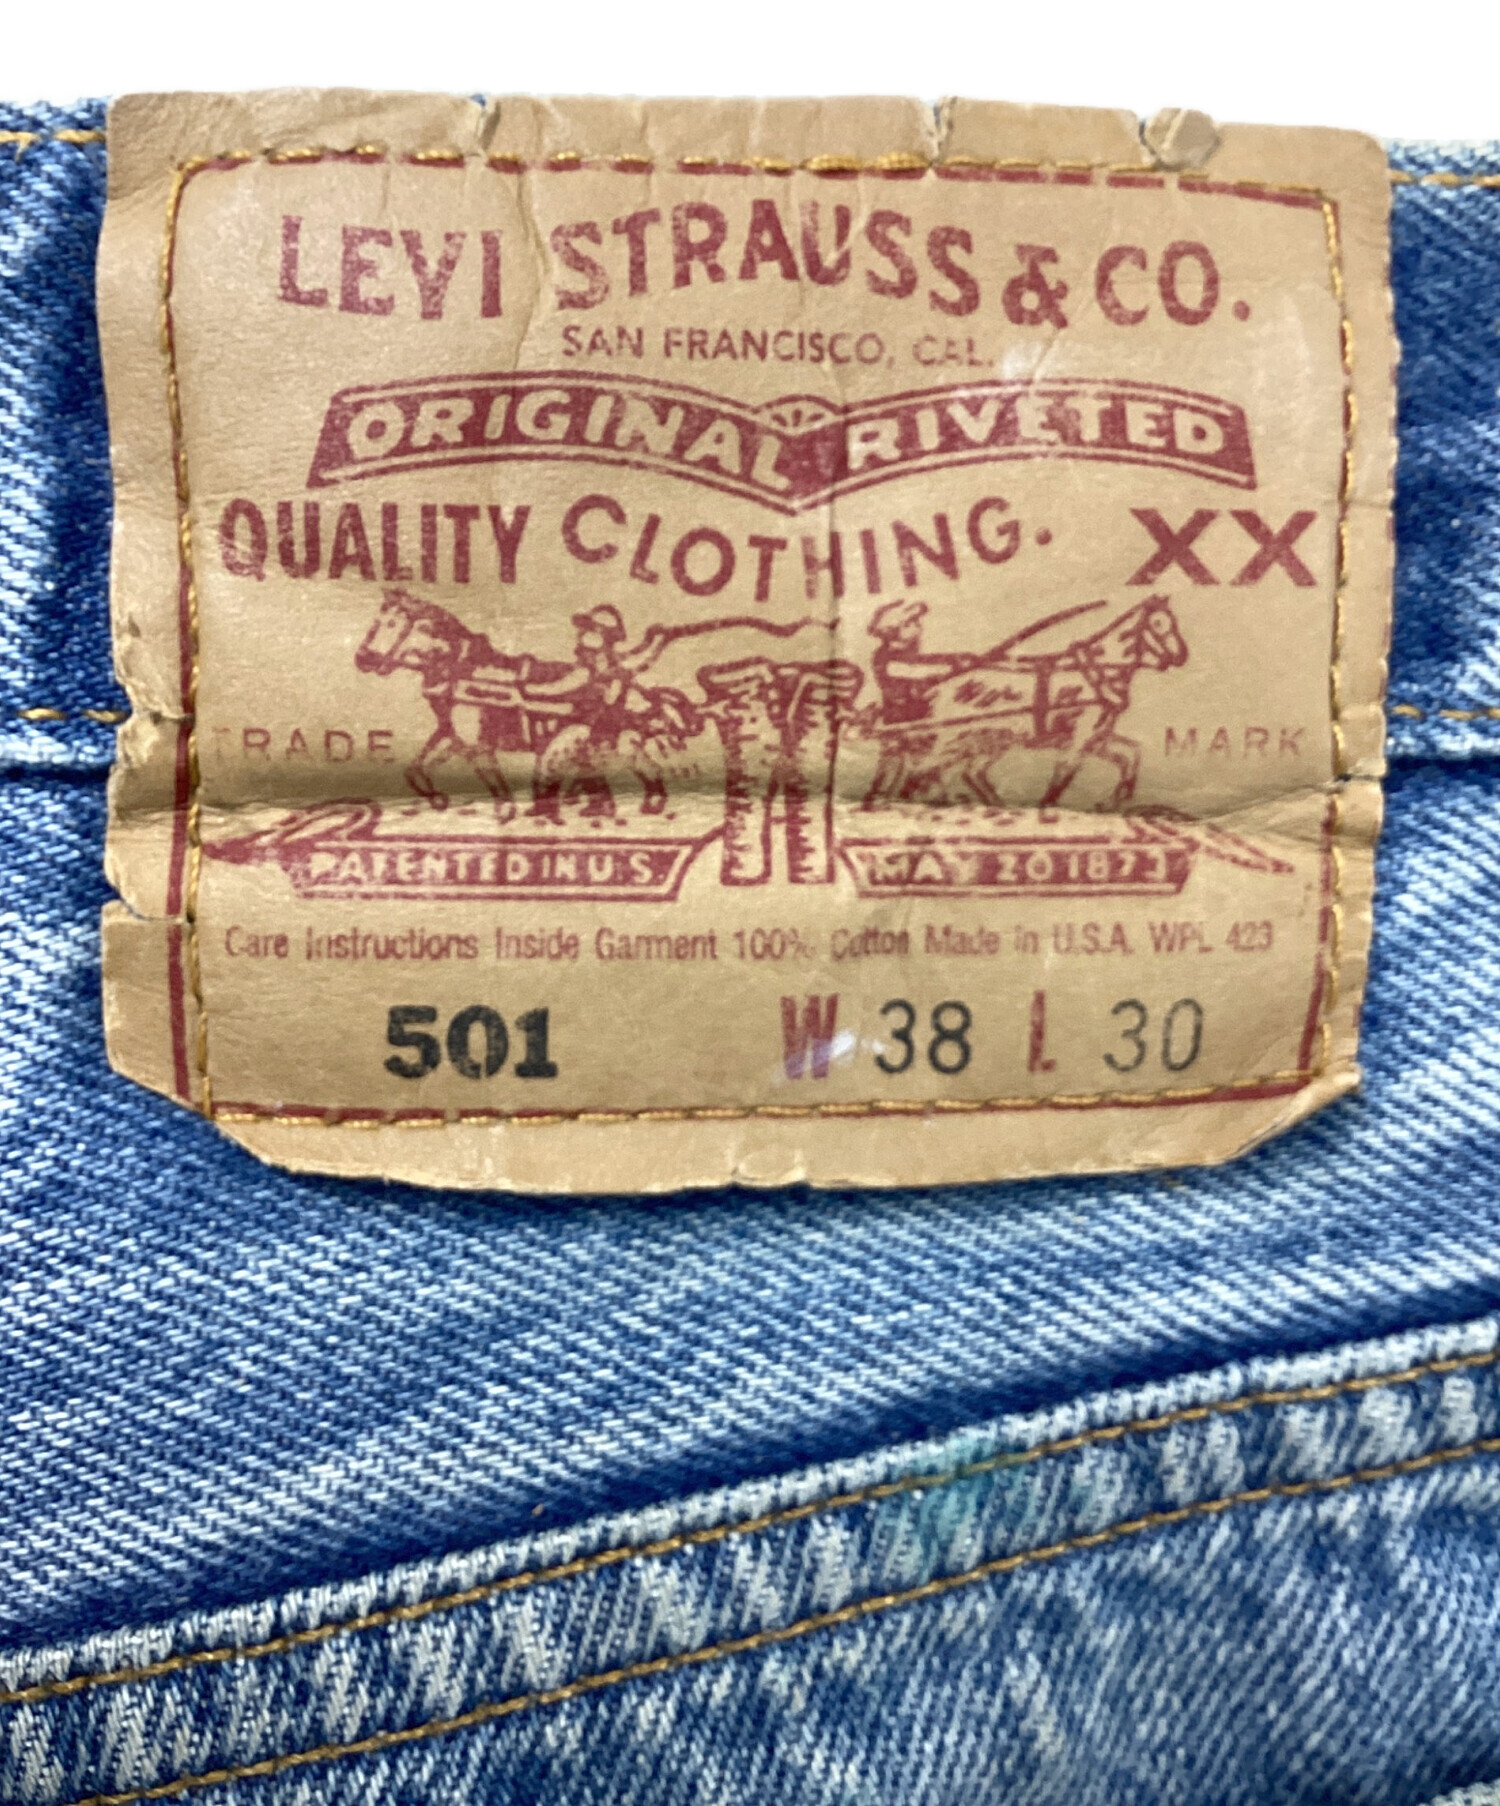 LEVI STRAUSS & CO.
SAN FRANCISCO, CAL.
ORIGINAL RIVETED
QUALITY CLOTHING. XX
TRADE MARK
PATENTED IN U.S. MAY 20 1873
Care Instructions Inside Garment 100% Cotton Made in U.S.A. WPL 423
501 W 38 L 30